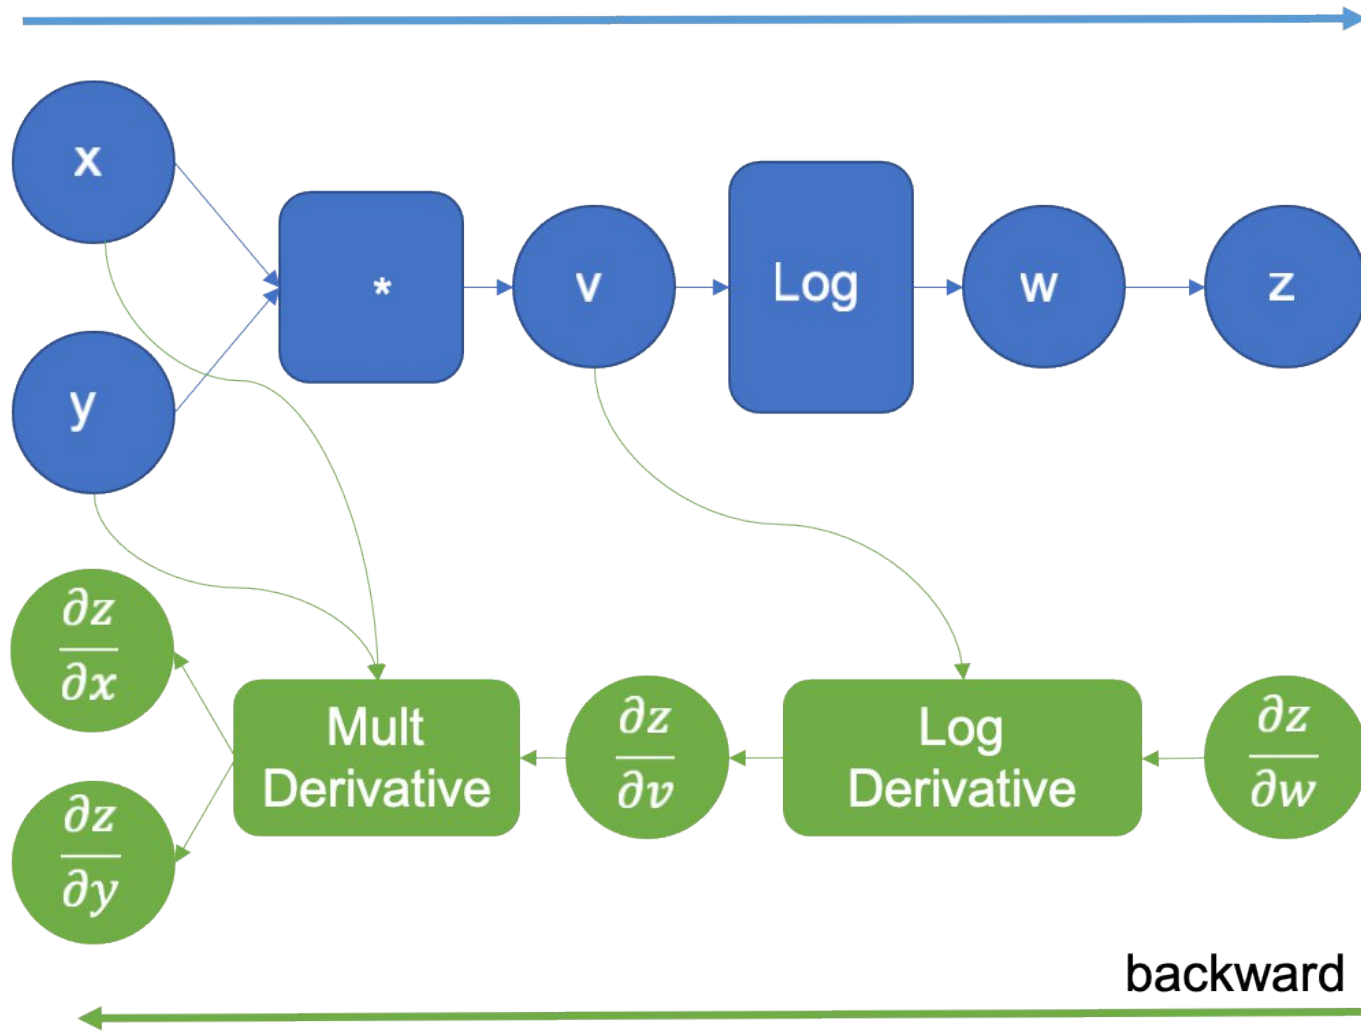 x
y
*
v
Log
w
z
∂z
∂x
∂z
∂y
Mult
Derivative
∂z
∂v
Log
Derivative
∂z
∂w
backward